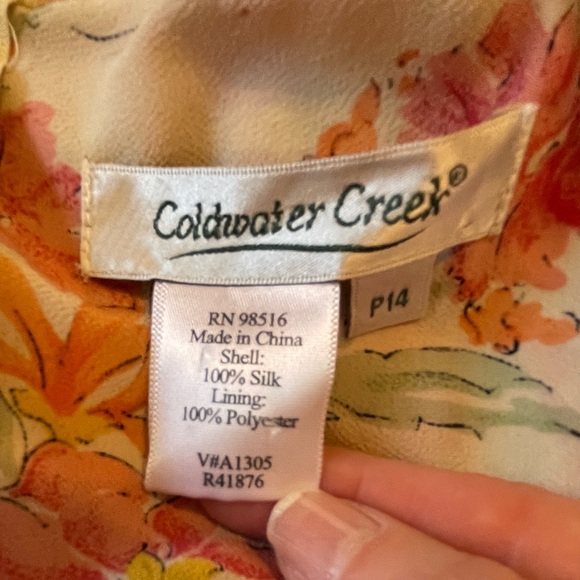 Coldwater Creek®
P14
RN 98516
Made in China
Shell:
100% Silk
Lining:
100% Polyester
V#A1305
R41876